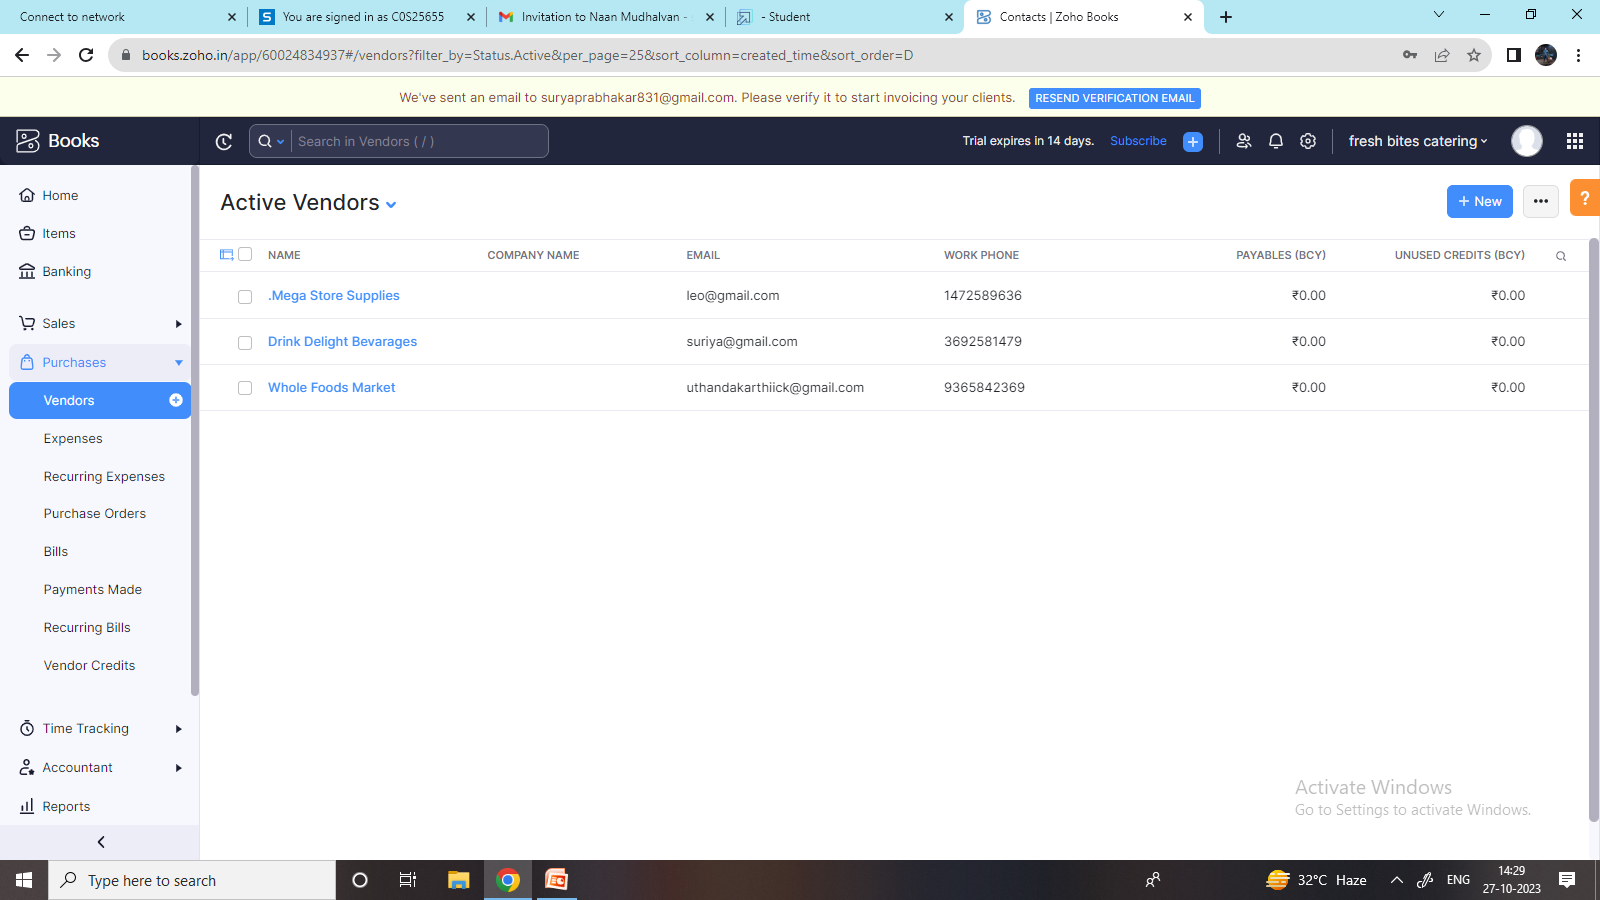 Connect to network
S You are signed in as C0S25655
Invitation to Naan Mudhalvan -
- Student
Contacts | Zoho Books
books.zoho.in/app/60024834937#/vendors?filter_by=Status.Active&per_page=25&sort_column=created_time&sort_order=D
We've sent an email to suryaprabhakar831@gmail.com. Please verify it to start invoicing your clients. RESEND VERIFICATION EMAIL
Books
Search in Vendors ( / )
Trial expires in 14 days. Subscribe
fresh bites catering
Home
Items
Banking
Sales
Purchases
Vendors
Expenses
Recurring Expenses
Purchase Orders
Bills
Payments Made
Recurring Bills
Vendor Credits
Time Tracking
Accountant
Reports
Active Vendors
+ New
?
NAME COMPANY NAME EMAIL WORK PHONE PAYABLES (BCY) UNUSED CREDITS (BCY)
.Mega Store Supplies leo@gmail.com 1472589636 ₹0.00 ₹0.00
Drink Delight Bevarages suriya@gmail.com 3692581479 ₹0.00 ₹0.00
Whole Foods Market uthandakarthiick@gmail.com 9365842369 ₹0.00 ₹0.00
Activate Windows
Go to Settings to activate Windows.
Type here to search
32°C Haze
ENG
14:29
27-10-2023